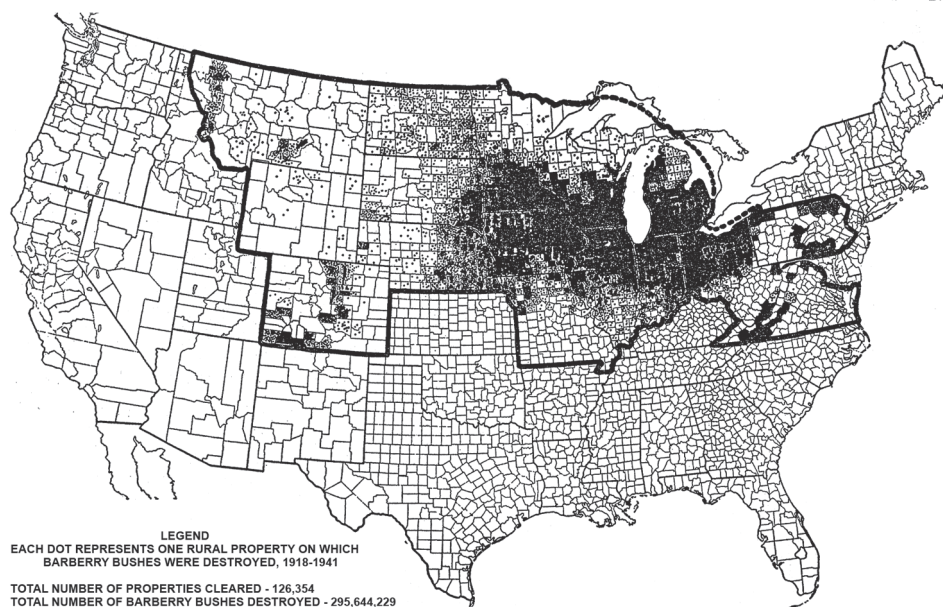 LEGEND
EACH DOT REPRESENTS ONE RURAL PROPERTY ON WHICH
BARBERRY BUSHES WERE DESTROYED, 1918-1941
TOTAL NUMBER OF PROPERTIES CLEARED - 126,354
TOTAL NUMBER OF BARBERRY BUSHES DESTROYED - 295,644,229